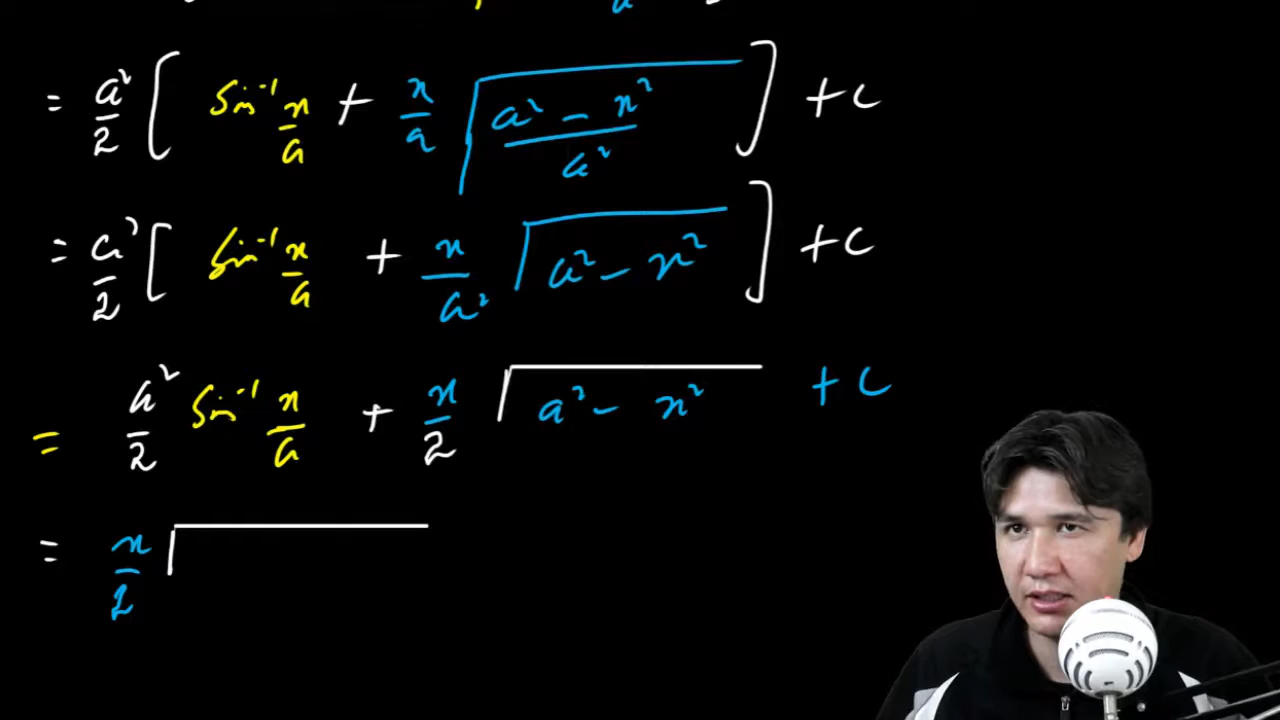 = a²/2 [ sin⁻¹ x/a + x/a √((a² − x²)/a²) ] + c
= a²/2 [ sin⁻¹ x/a + x/a² √(a² − x²) ] + c
= a²/2 sin⁻¹ x/a + x/2 √(a² − x²) + c
= x/2 √